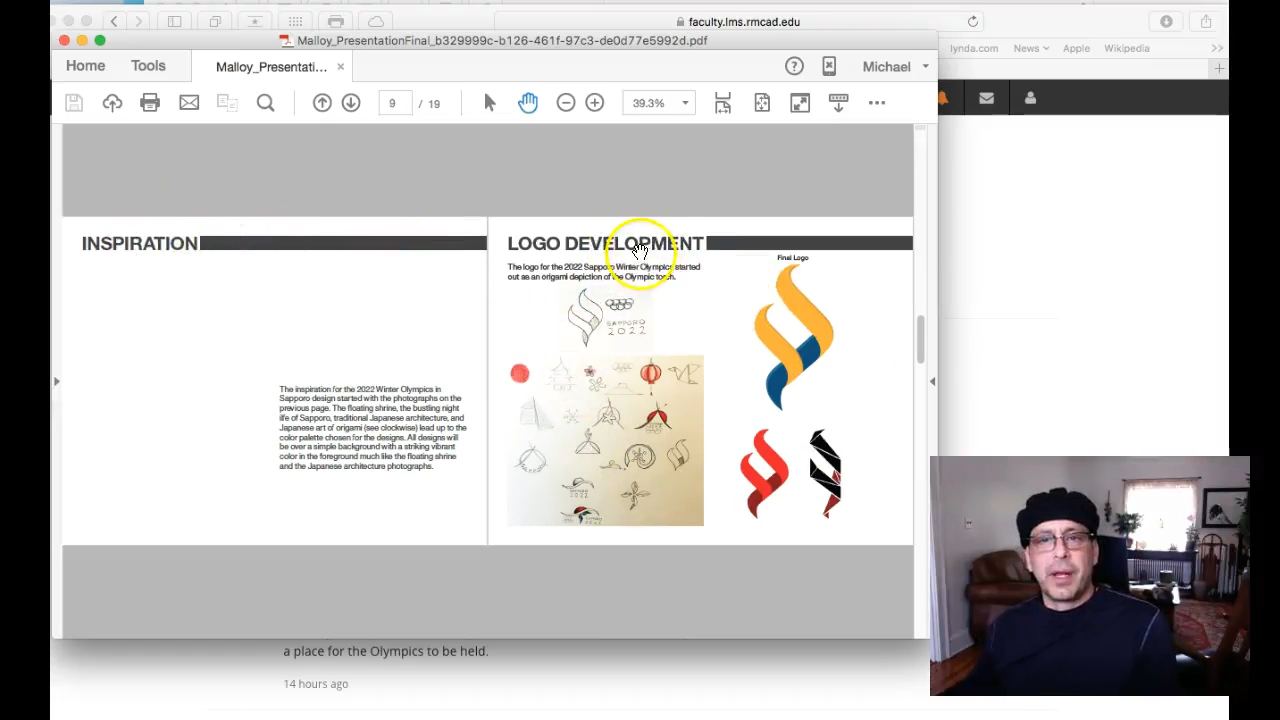 faculty.lms.rmcad.edu
Malloy_PresentationFinal_b329999c-b126-461f-97c3-de0d77e5992d.pdf
lynda.com
News
Apple
Wikipedia
Home
Tools
Malloy_Presentati...
Michael
9
/ 19
39.3%
INSPIRATION
The inspiration for the 2022 Winter Olympics in
Sapporo design started with the photographs on the
previous page. The floating shrine, the bustling night
life of Sapporo, traditional Japanese architecture, and
Japanese art of origami (see clockwise) lead up to the
color palette chosen for the designs. All designs will
be over a simple background with a striking vibrant
color in the foreground much like the floating shrine
and the Japanese architecture photographs.
LOGO DEVELOPMENT
The logo for the 2022 Sapporo Winter Olympics started
out as an origami depiction of the Olympic torch.
SAPPORO
2022
Final Logo
a place for the Olympics to be held.
14 hours ago